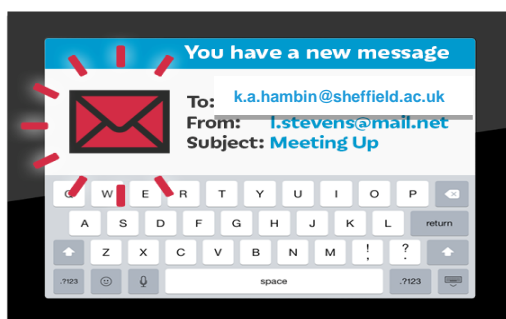 You have a new message
To: k.a.hambin@sheffield.ac.uk
From: l.stevens@mail.net
Subject: Meeting Up
Q W E R T Y U I O P
A S D F G H J K L return
Z X C V B N M ! , ? .
.?123 space .?123